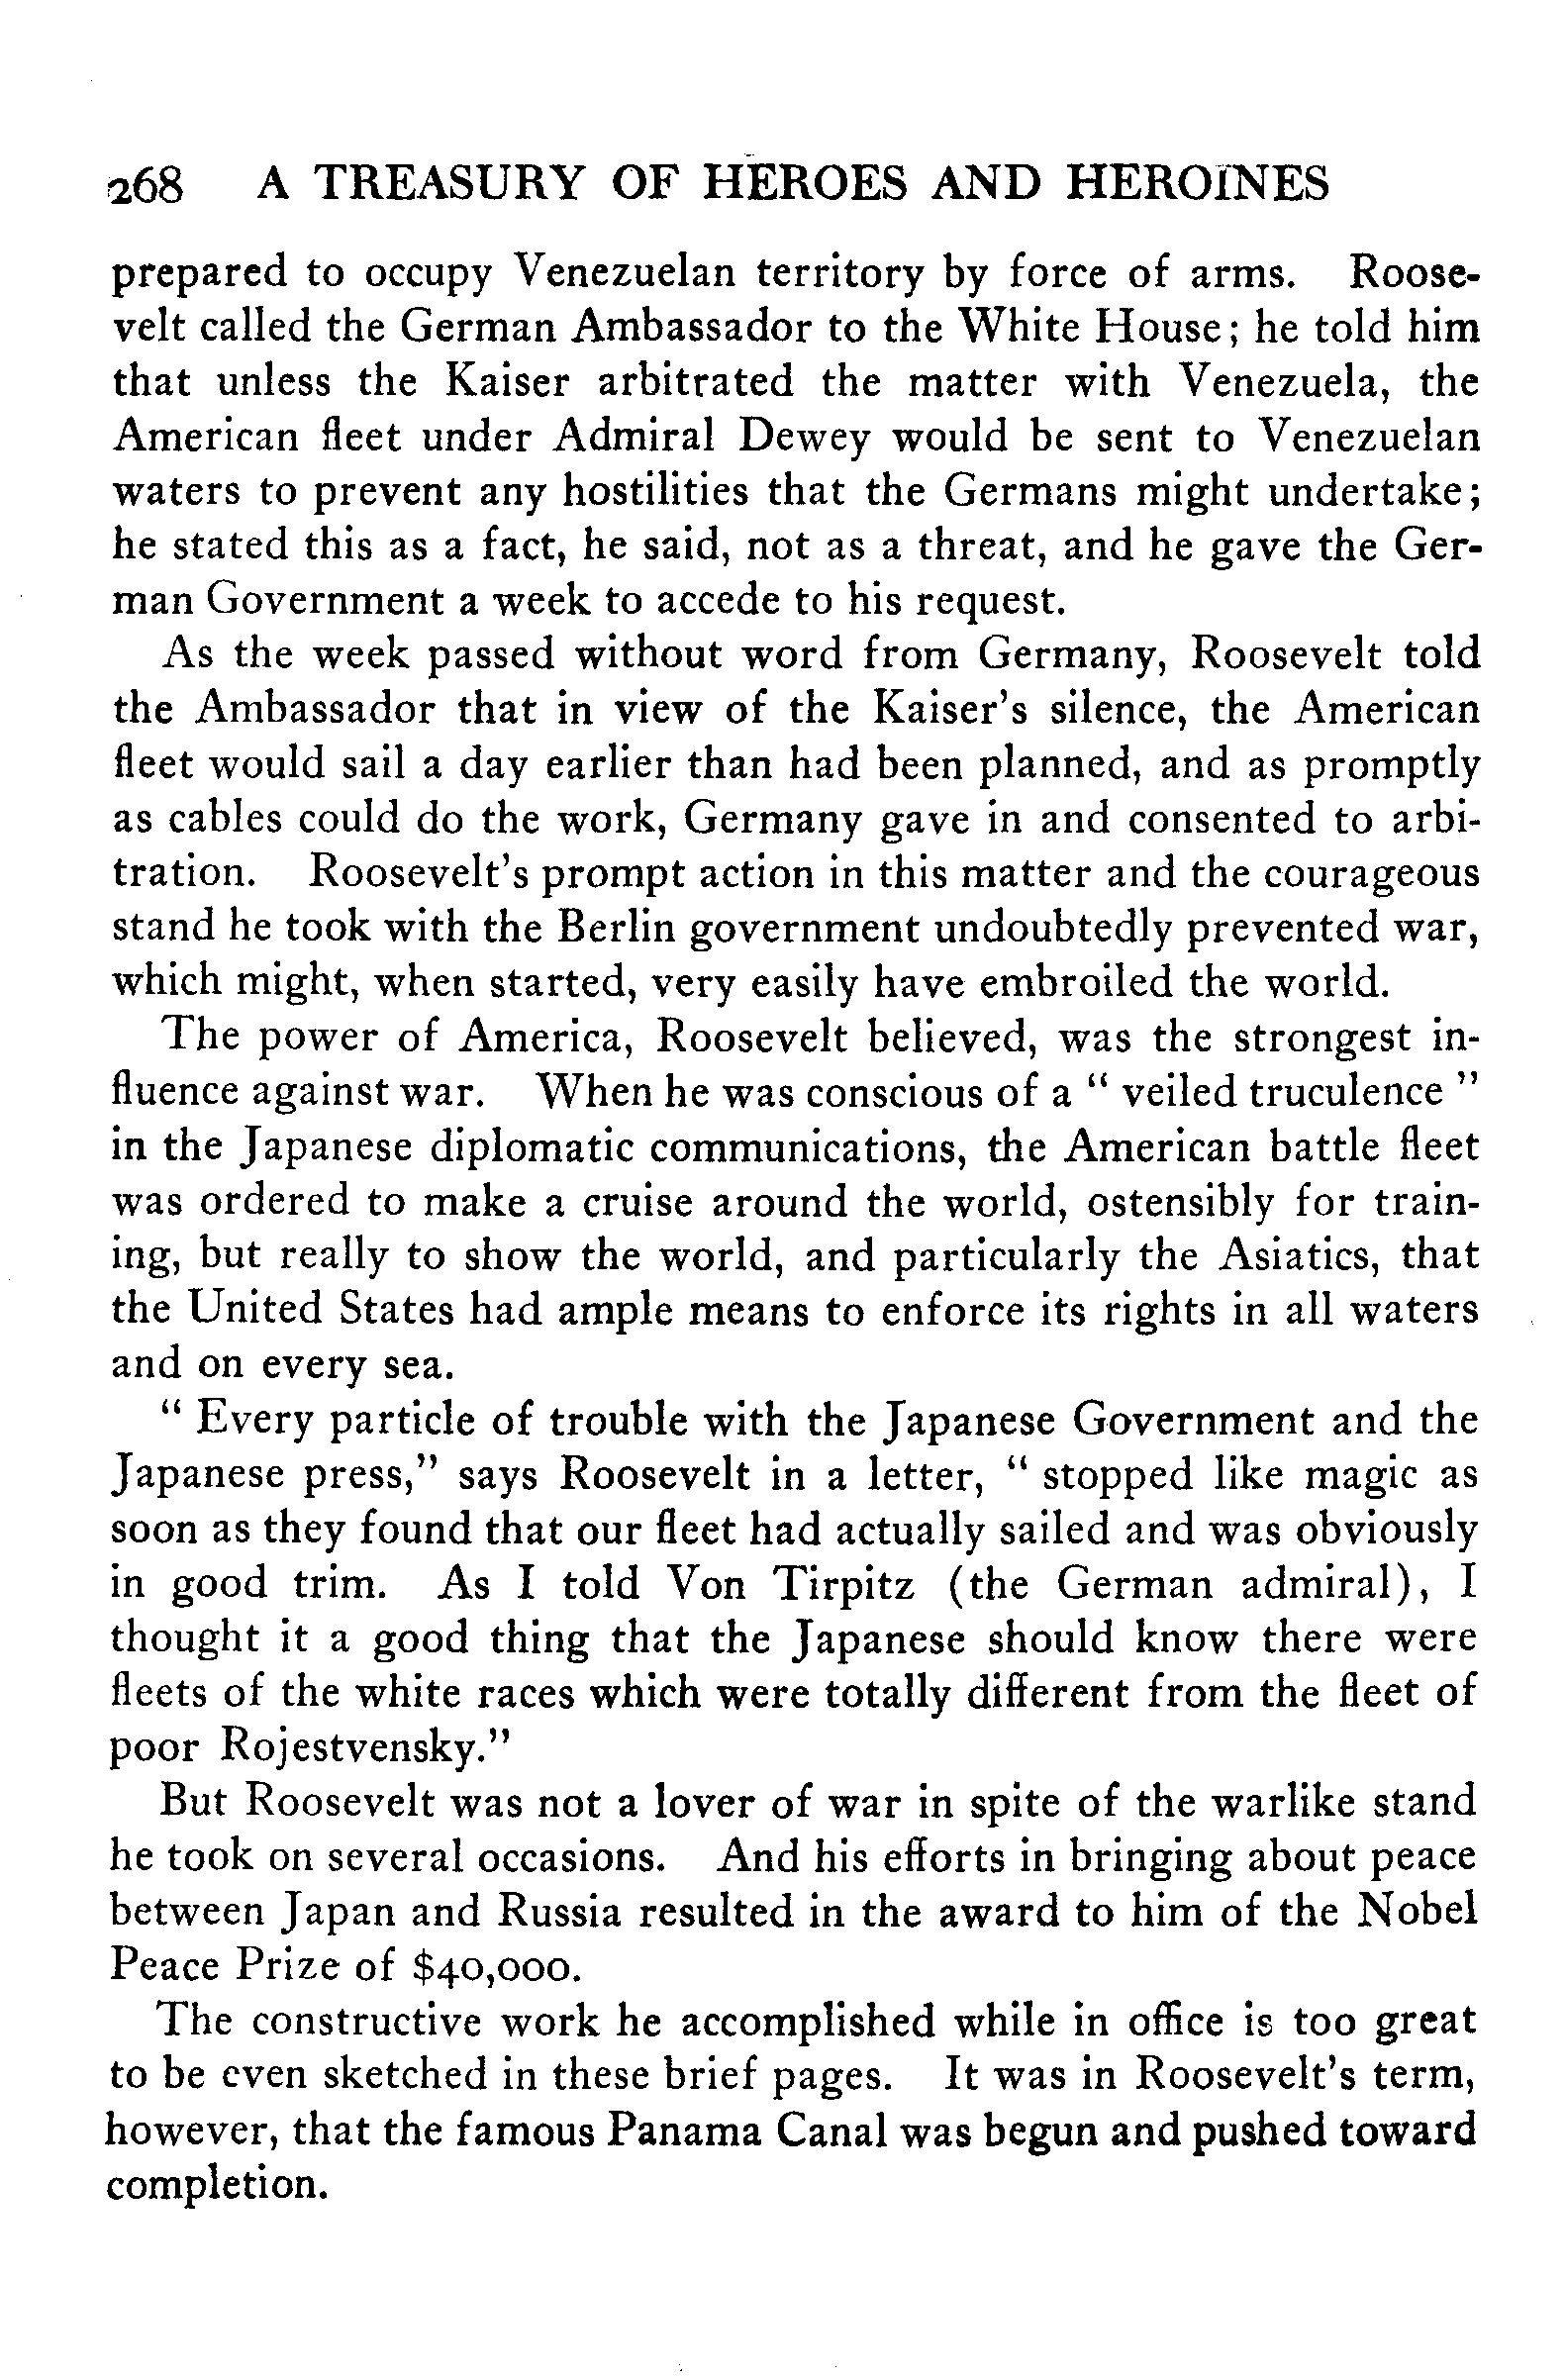 268 A TREASURY OF HEROES AND HEROINES
prepared to occupy Venezuelan territory by force of arms. Roose-
velt called the German Ambassador to the White House; he told him
that unless the Kaiser arbitrated the matter with Venezuela, the
American fleet under Admiral Dewey would be sent to Venezuelan
waters to prevent any hostilities that the Germans might undertake;
he stated this as a fact, he said, not as a threat, and he gave the Ger-
man Government a week to accede to his request.
As the week passed without word from Germany, Roosevelt told
the Ambassador that in view of the Kaiser's silence, the American
fleet would sail a day earlier than had been planned, and as promptly
as cables could do the work, Germany gave in and consented to arbi-
tration. Roosevelt's prompt action in this matter and the courageous
stand he took with the Berlin government undoubtedly prevented war,
which might, when started, very easily have embroiled the world.
The power of America, Roosevelt believed, was the strongest in-
fluence against war. When he was conscious of a " veiled truculence "
in the Japanese diplomatic communications, the American battle fleet
was ordered to make a cruise around the world, ostensibly for train-
ing, but really to show the world, and particularly the Asiatics, that
the United States had ample means to enforce its rights in all waters
and on every sea.
" Every particle of trouble with the Japanese Government and the
Japanese press," says Roosevelt in a letter, " stopped like magic as
soon as they found that our fleet had actually sailed and was obviously
in good trim. As I told Von Tirpitz (the German admiral), I
thought it a good thing that the Japanese should know there were
fleets of the white races which were totally different from the fleet of
poor Rojestvensky."
But Roosevelt was not a lover of war in spite of the warlike stand
he took on several occasions. And his efforts in bringing about peace
between Japan and Russia resulted in the award to him of the Nobel
Peace Prize of $40,000.
The constructive work he accomplished while in office is too great
to be even sketched in these brief pages. It was in Roosevelt's term,
however, that the famous Panama Canal was begun and pushed toward
completion.